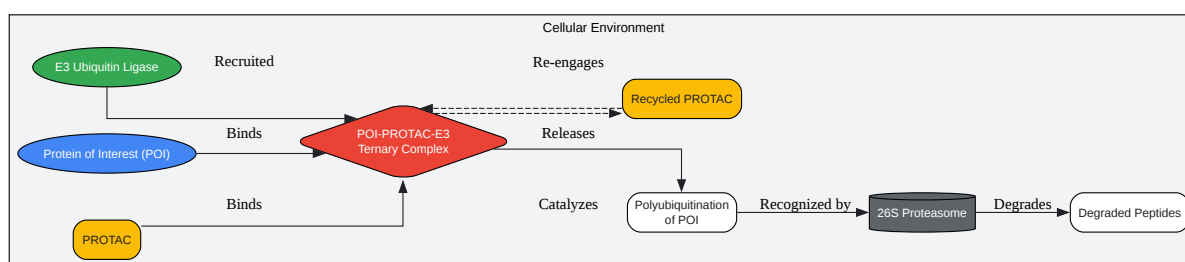 Cellular Environment
E3 Ubiquitin Ligase
Recruited
Re-engages
Recycled PROTAC
Binds
POI-PROTAC-E3
Ternary Complex
Releases
Protein of Interest (POI)
Binds
Catalyzes
Polyubiquitination
of POI
Recognized by
26S Proteasome
Degrades
Degraded Peptides
PROTAC